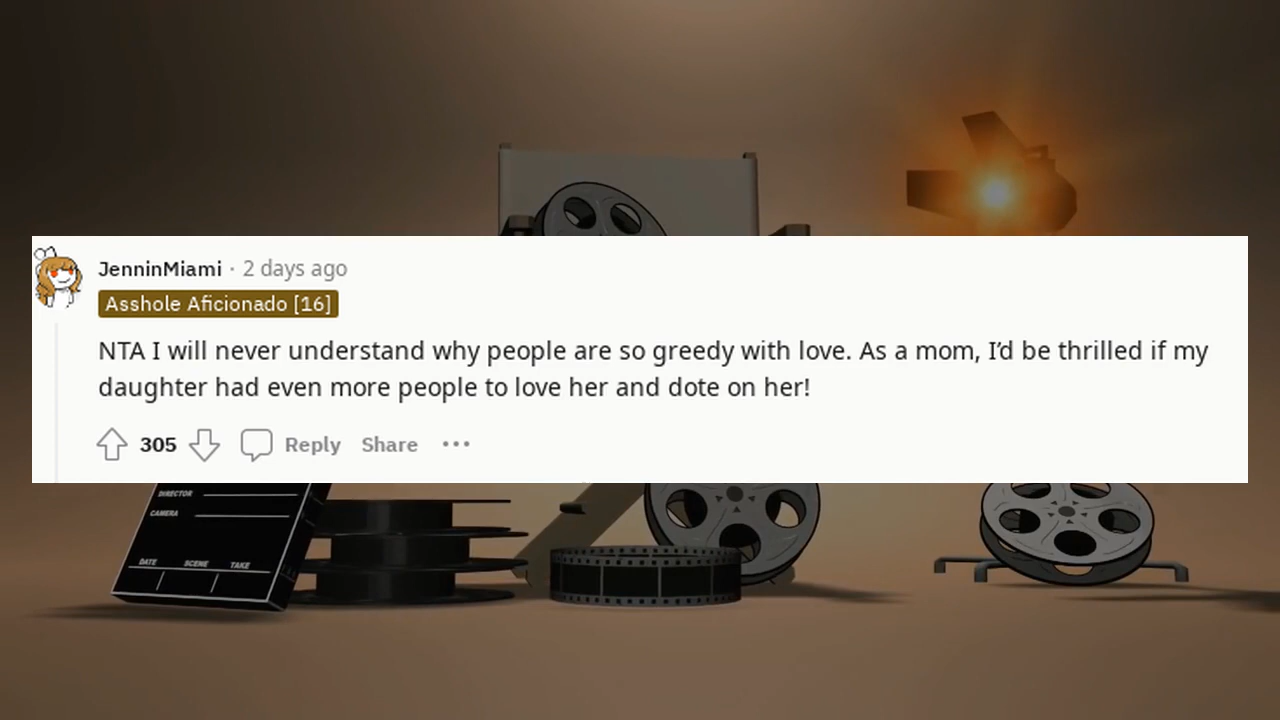 JenninMiami · 2 days ago
Asshole Aficionado [16]
NTA I will never understand why people are so greedy with love. As a mom, I'd be thrilled if my
daughter had even more people to love her and dote on her!
305 Reply Share •••
DIRECTOR
CAMERA
DATE SCENE TAKE